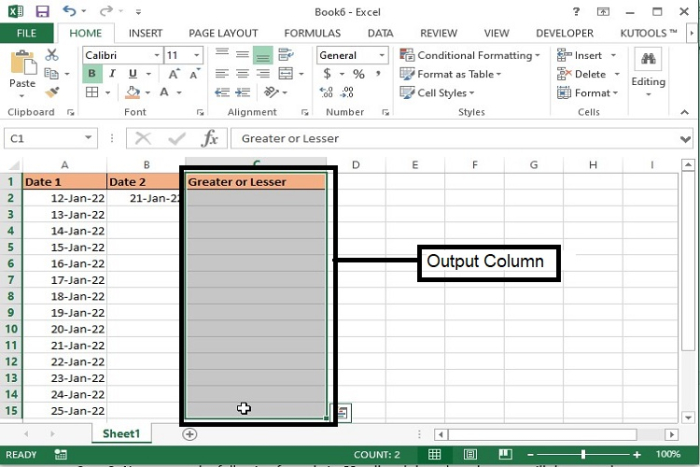 Book6 - Excel
FILE HOME INSERT PAGE LAYOUT FORMULAS DATA REVIEW VIEW DEVELOPER KUTOOLS ™
Calibri 11 General Conditional Formatting Insert
Paste B I U A A $ % , Format as Table Delete Editing
A Cell Styles Format
Clipboard Font Alignment Number Styles Cells
C1 fx Greater or Lesser
A B C D E F G H I
1 Date 1 Date 2 Greater or Lesser
2 12-Jan-22 21-Jan-22
3 13-Jan-22
4 14-Jan-22
5 15-Jan-22
6 16-Jan-22 Output Column
7 17-Jan-22
8 18-Jan-22
9 19-Jan-22
10 20-Jan-22
11 21-Jan-22
12 22-Jan-22
13 23-Jan-22
14 24-Jan-22
15 25-Jan-22
Sheet1
READY COUNT: 2 100%